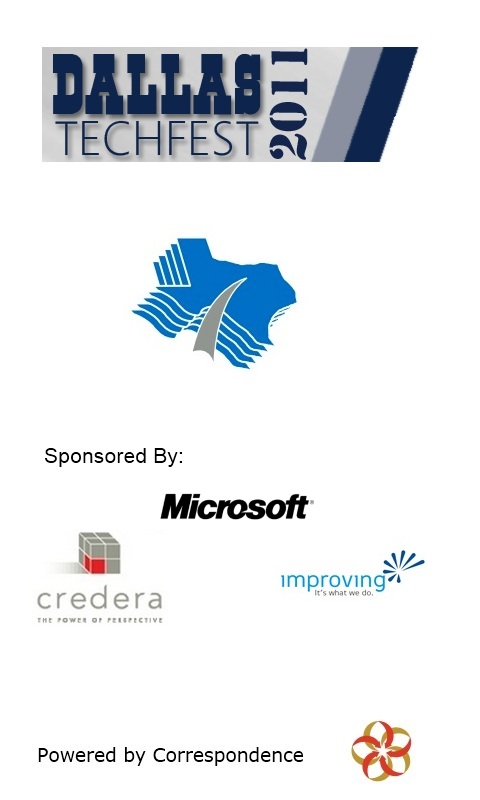 DALLAS
TECHFEST
2011
Sponsored By:
Microsoft®
credera
THE POWER OF PERSPECTIVE
improving
It's what we do.
Powered by Correspondence